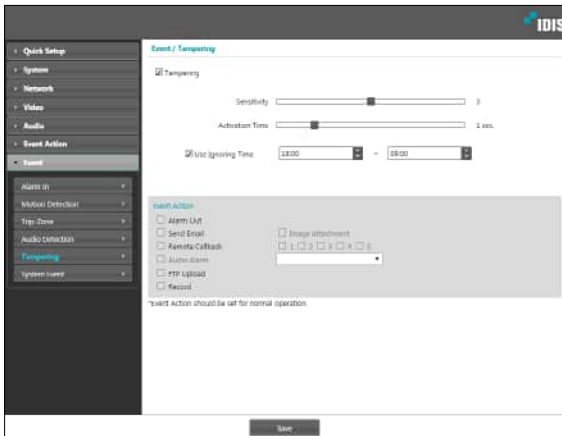 IDIS
Quick Setup
System
Network
Video
Audio
Event Action
Event
Alarm In
Motion Detection
Trip-Zone
Audio Detection
Tampering
System Event
Event / Tampering
Tampering
Sensitivity 3
Activation Time 1 sec.
Use Ignoring Time 18:00 ~ 09:00
Event Action
Alarm Out
Send Email Image Attachment
Remote Callback 1 2 3 4 5
Audio Alarm
FTP Upload
Record
*Event Action should be set for normal operation
Save